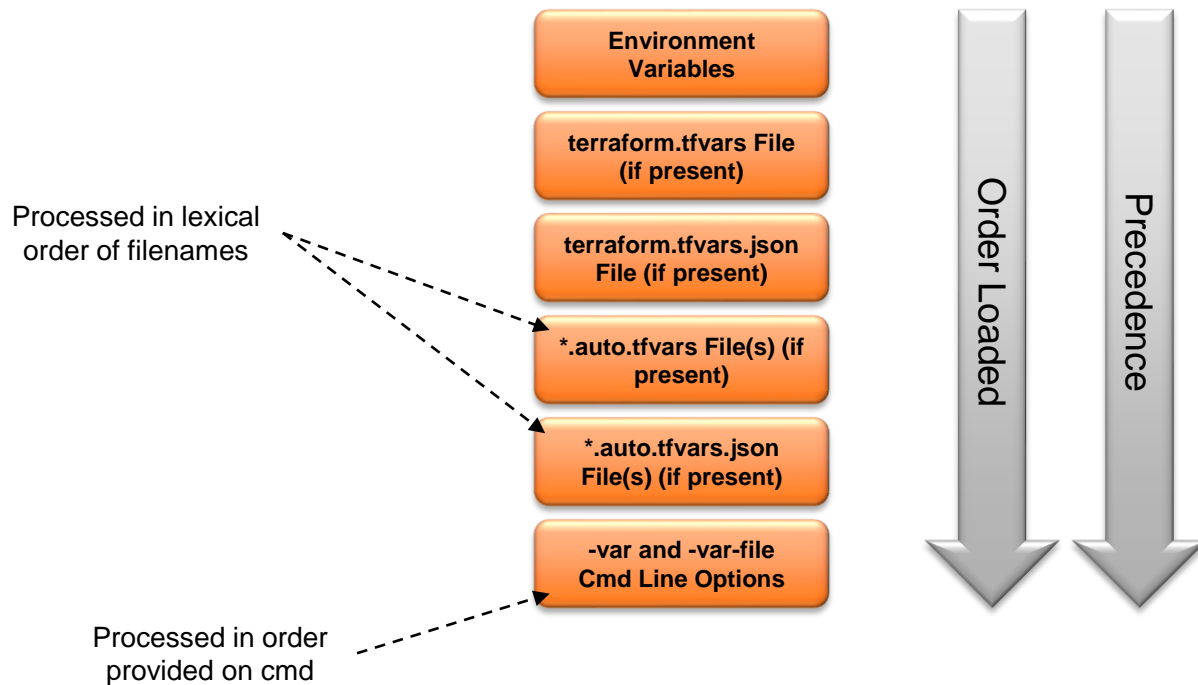 Environment
Variables
terraform.tfvars File
(if present)
Processed in lexical
order of filenames
terraform.tfvars.json
File (if present)
*.auto.tfvars File(s) (if
present)
*.auto.tfvars.json
File(s) (if present)
-var and -var-file
Cmd Line Options
Processed in order
provided on cmd
Order Loaded
Precedence